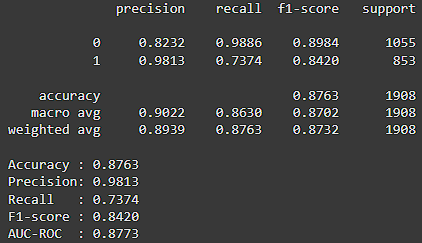 precision recall f1-score support
0 0.8232 0.9886 0.8984 1055
1 0.9813 0.7374 0.8420 853
accuracy 0.8763 1908
macro avg 0.9022 0.8630 0.8702 1908
weighted avg 0.8939 0.8763 0.8732 1908
Accuracy : 0.8763
Precision: 0.9813
Recall : 0.7374
F1-score : 0.8420
AUC-ROC : 0.8773